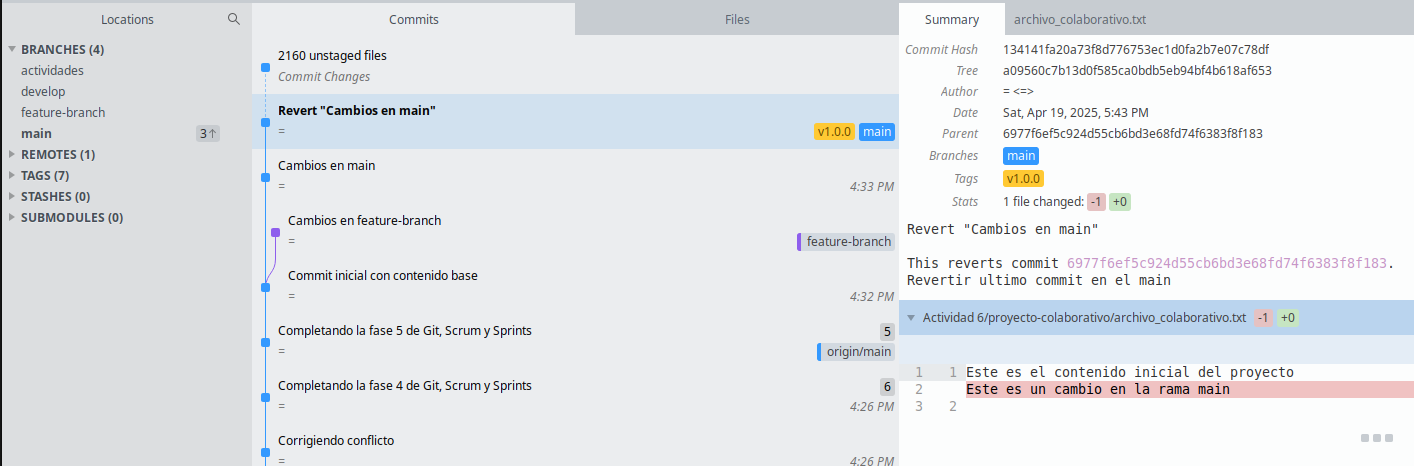 Locations
BRANCHES (4)
actividades
develop
feature-branch
main 3↑
REMOTES (1)
TAGS (7)
STASHES (0)
SUBMODULES (0)
Commits Files
2160 unstaged files
Commit Changes
Revert "Cambios en main"
= v1.0.0 main
Cambios en main
= 4:33 PM
Cambios en feature-branch
= feature-branch
Commit inicial con contenido base
= 4:32 PM
Completando la fase 5 de Git, Scrum y Sprints 5
= origin/main
Completando la fase 4 de Git, Scrum y Sprints 6
= 4:26 PM
Corrigiendo conflicto
= 4:26 PM
Summary archivo_colaborativo.txt
Commit Hash 134141fa20a73f8d776753ec1d0fa2b7e07c78df
Tree a09560c7b13d0f585ca0bdb5eb94bf4b618af653
Author = <=>
Date Sat, Apr 19, 2025, 5:43 PM
Parent 6977f6ef5c924d55cb6bd3e68fd74f6383f8f183
Branches main
Tags v1.0.0
Stats 1 file changed: -1 +0
Revert "Cambios en main"
This reverts commit 6977f6ef5c924d55cb6bd3e68fd74f6383f8f183.
Revertir ultimo commit en el main
Actividad 6/proyecto-colaborativo/archivo_colaborativo.txt -1 +0
1 1 Este es el contenido inicial del proyecto
2 Este es un cambio en la rama main
3 2